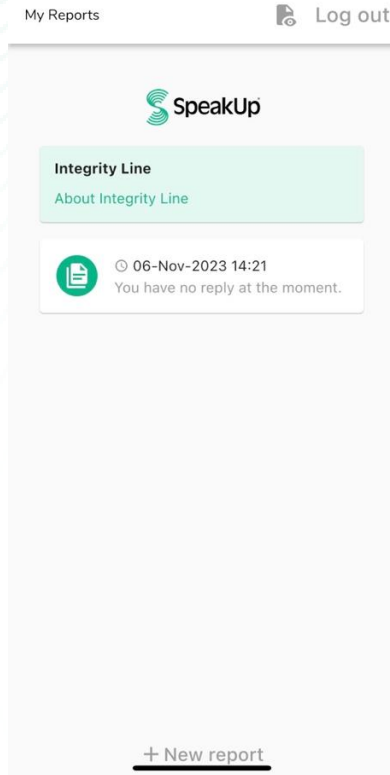 My Reports
Log out
SpeakUp
Integrity Line
About Integrity Line
06-Nov-2023 14:21
You have no reply at the moment.
+ New report